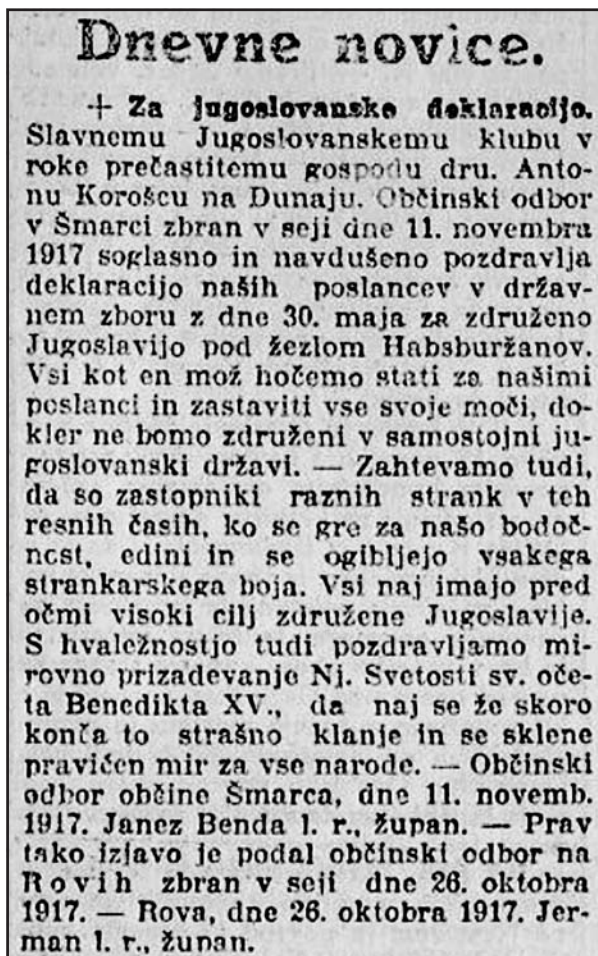 Dnevne novice.
+ Za jugoslovansko deklaracijo.
Slavnemu Jugoslovanskemu klubu v
roke prečastitemu gospodu dru. Anto-
nu Korošcu na Dunaju. Občinski odbor
v Šmarci zbran v seji dne 11. novembra
1917 soglasno in navdušeno pozdravlja
deklaracijo naših poslancev v držav-
nem zboru z dne 30. maja za združeno
Jugoslavijo pod žezlom Habsburžanov.
Vsi kot en mož hočemo stati za našimi
poslanci in zastaviti vse svoje moči, do-
kler ne bomo združeni v samostojni ju-
goslovanski državi. — Zahtevamo tudi,
da so zastopniki raznih strank v teh
resnih časih, ko se gre za našo bodoč-
nost, edini in se ogibljejo vsakega
strankarskega boja. Vsi naj imajo pred
očmi visoki cilj združene Jugoslavije.
S hvaležnostjo tudi pozdravljamo mi-
rovno prizadevanje Nj. Svetosti sv. oče-
ta Benedikta XV., da naj se že skoro
konča to strašno klanje in se sklene
pravičen mir za vse narode. — Občinski
odbor občine Šmarca, dne 11. novemb.
1917. Janez Benda l. r., župan. — Prav
tako izjavo je podal občinski odbor na
Rovih zbran v seji dne 26. oktobra
1917. — Rova, dne 26. oktobra 1917. Jer-
man l. r., župan.